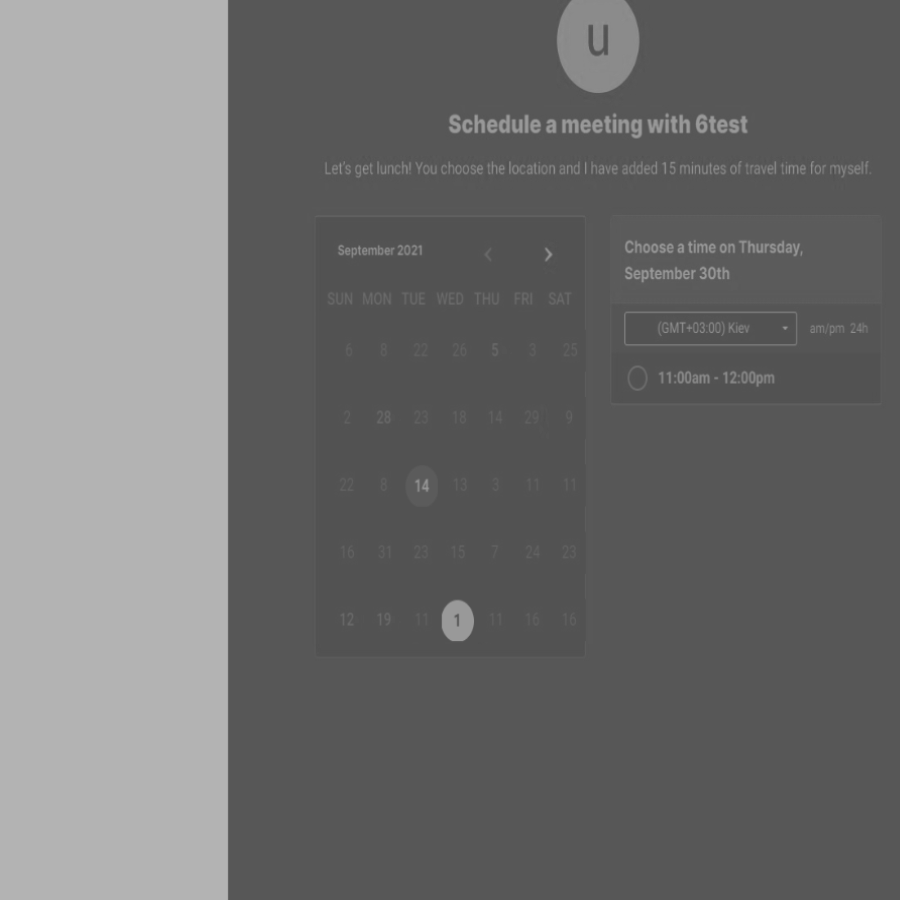 u
Schedule a meeting with 6test
Let's get lunch! You choose the location and I have added 15 minutes of travel time for myself.
September 2021
SUN MON TUE WED THU FRI SAT
6 8 22 26 5 3 25
2 28 23 18 14 29 9
22 8 14 13 3 11 11
16 31 23 15 7 24 23
12 19 11 1 11 16 16
Choose a time on Thursday,
September 30th
(GMT+03:00) Kiev am/pm 24h
11:00am - 12:00pm